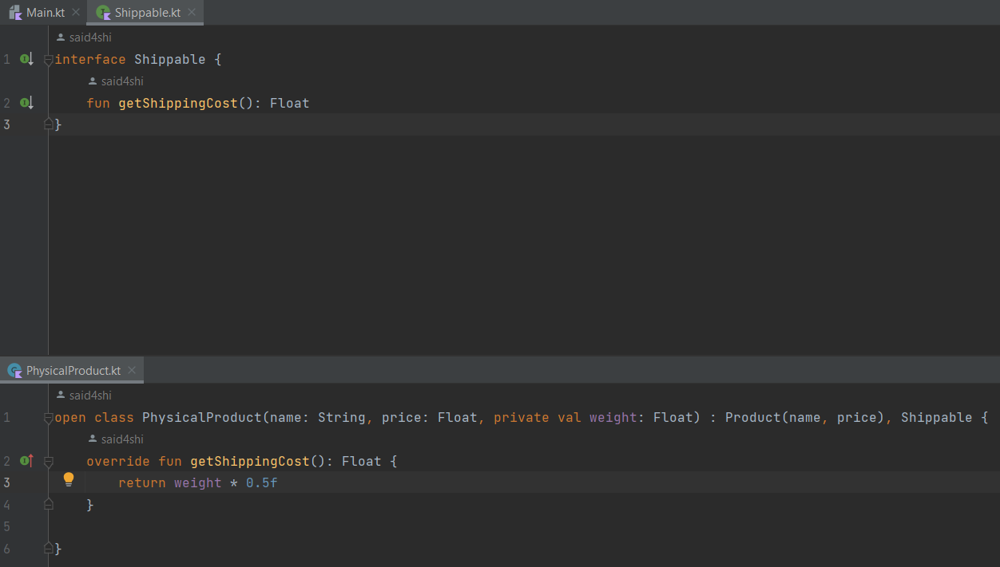 Main.kt Shippable.kt
said4shi
1 interface Shippable {
said4shi
2 fun getShippingCost(): Float
3 }
PhysicalProduct.kt
said4shi
1 open class PhysicalProduct(name: String, price: Float, private val weight: Float) : Product(name, price), Shippable {
said4shi
2 override fun getShippingCost(): Float {
3 return weight * 0.5f
4 }
5
6 }